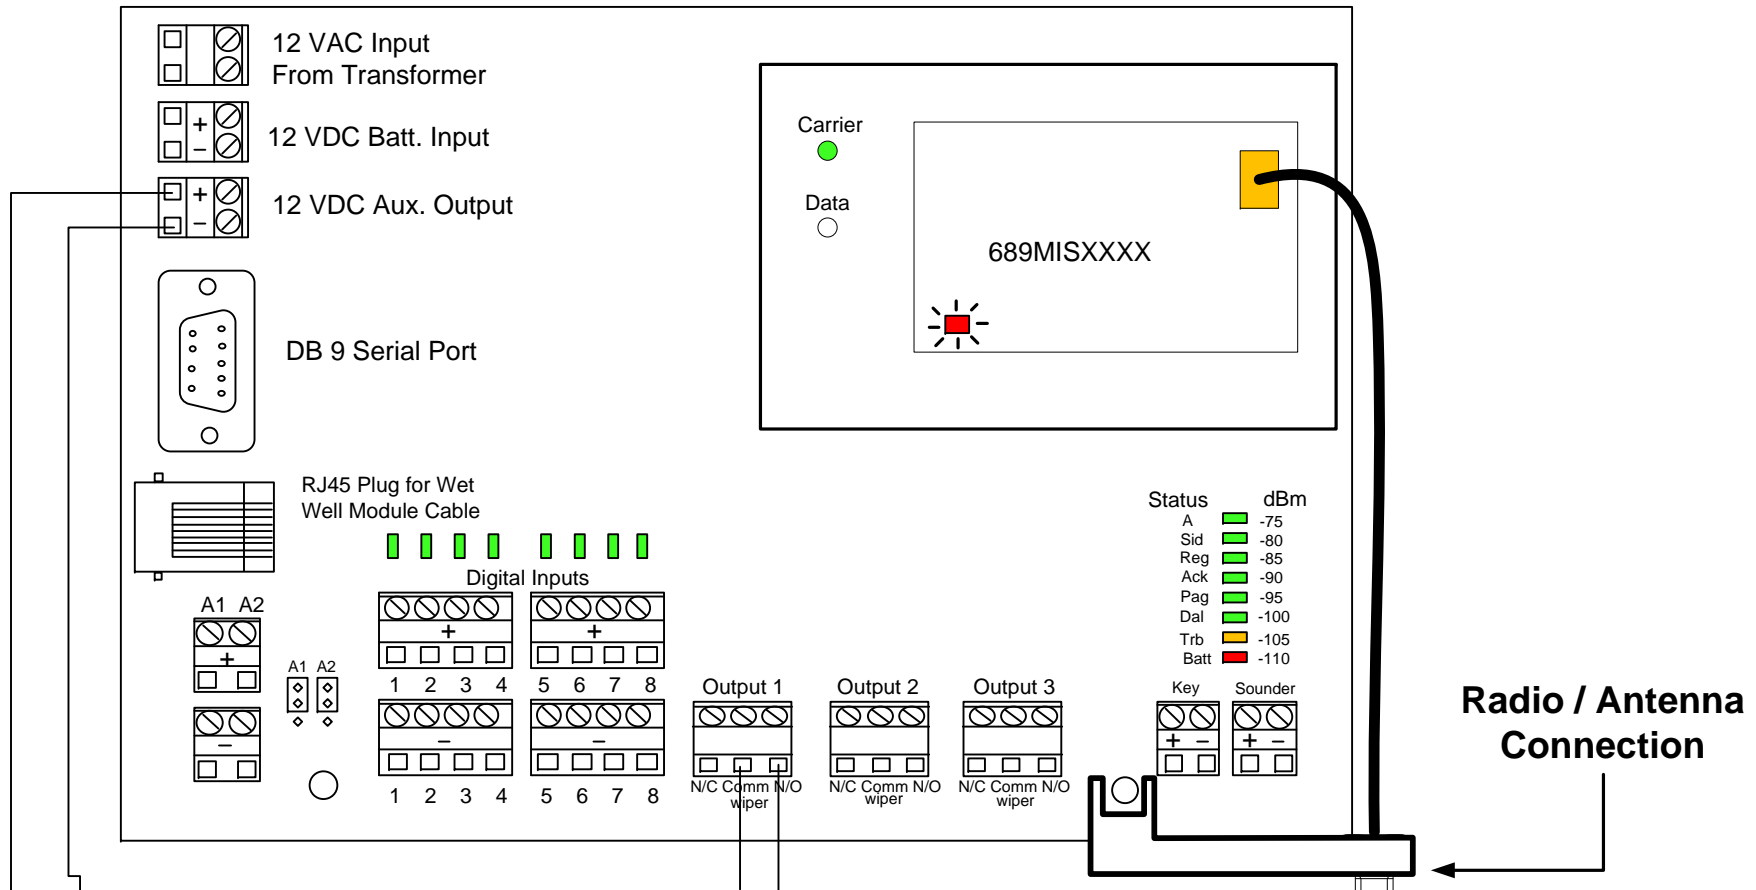 12 VAC Input
From Transformer
12 VDC Batt. Input
12 VDC Aux. Output
+
−
+
−
Carrier
Data
689MISXXXX
DB 9 Serial Port
RJ45 Plug for Wet
Well Module Cable
Digital Inputs
Status dBm
A -75
Sid -80
Reg -85
Ack -90
Pag -95
Dal -100
Trb -105
Batt -110
A1 A2
+
−
A1 A2
+ +
1 2 3 4 5 6 7 8
− −
1 2 3 4 5 6 7 8
Output 1 Output 2 Output 3
N/C Comm N/O N/C Comm N/O N/C Comm N/O
wiper wiper wiper
Key Sounder
+ − + −
Radio / Antenna
Connection